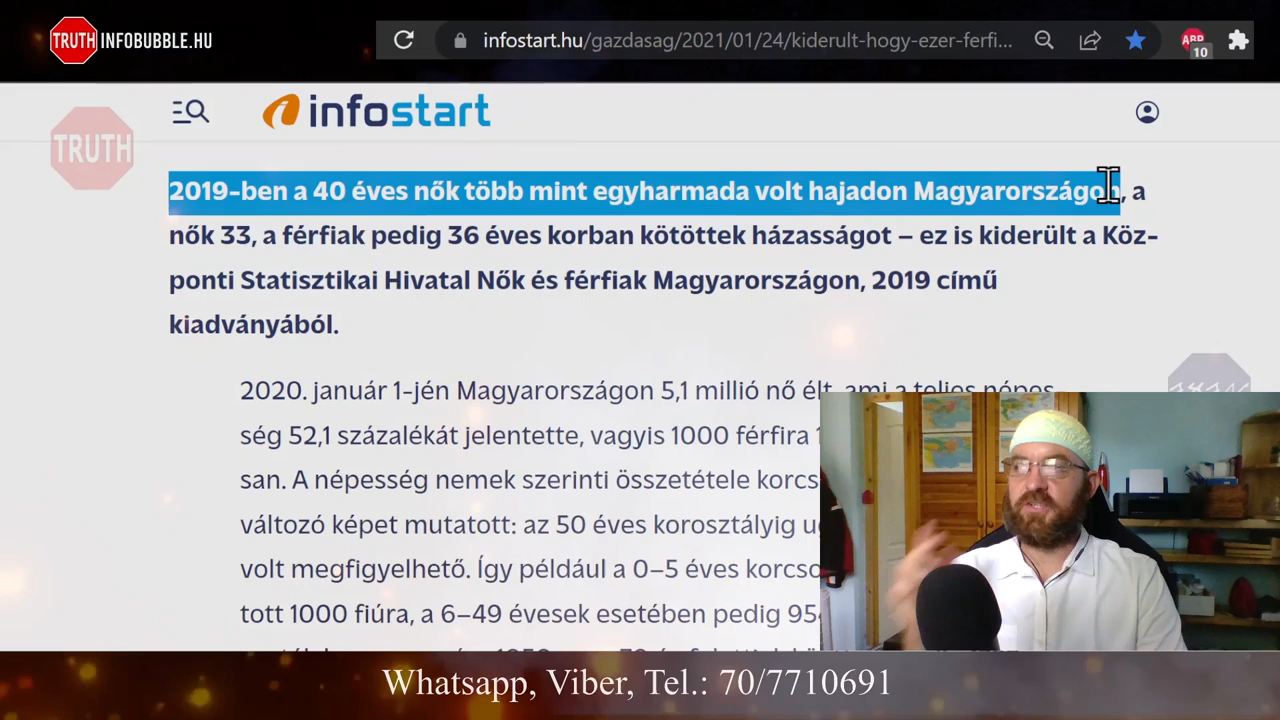 TRUTH INFOBUBBLE.HU
infostart.hu/gazdasag/2021/01/24/kiderult-hogy-ezer-ferfi...
ABP
10
infostart
TRUTH
2019-ben a 40 éves nők több mint egyharmada volt hajadon Magyarországon, a
nők 33, a férfiak pedig 36 éves korban kötöttek házasságot – ez is kiderült a Köz-
ponti Statisztikai Hivatal Nők és férfiak Magyarországon, 2019 című
kiadványából.
2020. január 1-jén Magyarországon 5,1 millió nő élt, ami a teljes népes
ség 52,1 százalékát jelentette, vagyis 1000 férfira
san. A népesség nemek szerinti összetétele korcs
változó képet mutatott: az 50 éves korosztályig
volt megfigyelhető. Így például a 0–5 éves korcso
tott 1000 fiúra, a 6–49 évesek esetében pedig 95
Whatsapp, Viber, Tel.: 70/7710691